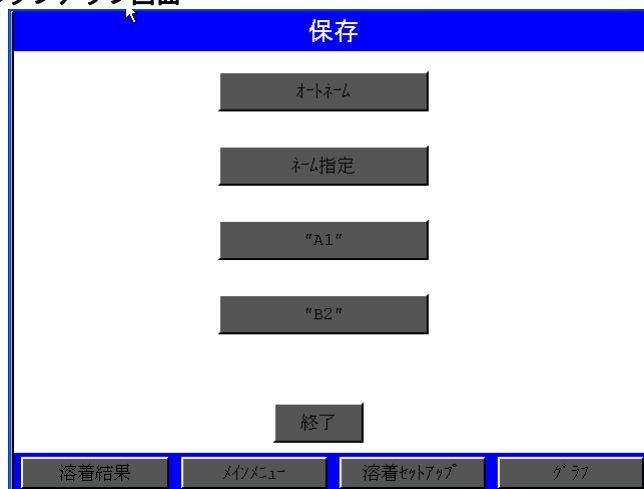 保存
ｵｰﾄﾈｰﾑ
ﾈｰﾑ指定
"A1"
"B2"
終了
溶着結果
ﾒｲﾝﾒﾆｭｰ
溶着ｾｯﾄｱｯﾌﾟ
ｸﾞﾗﾌ